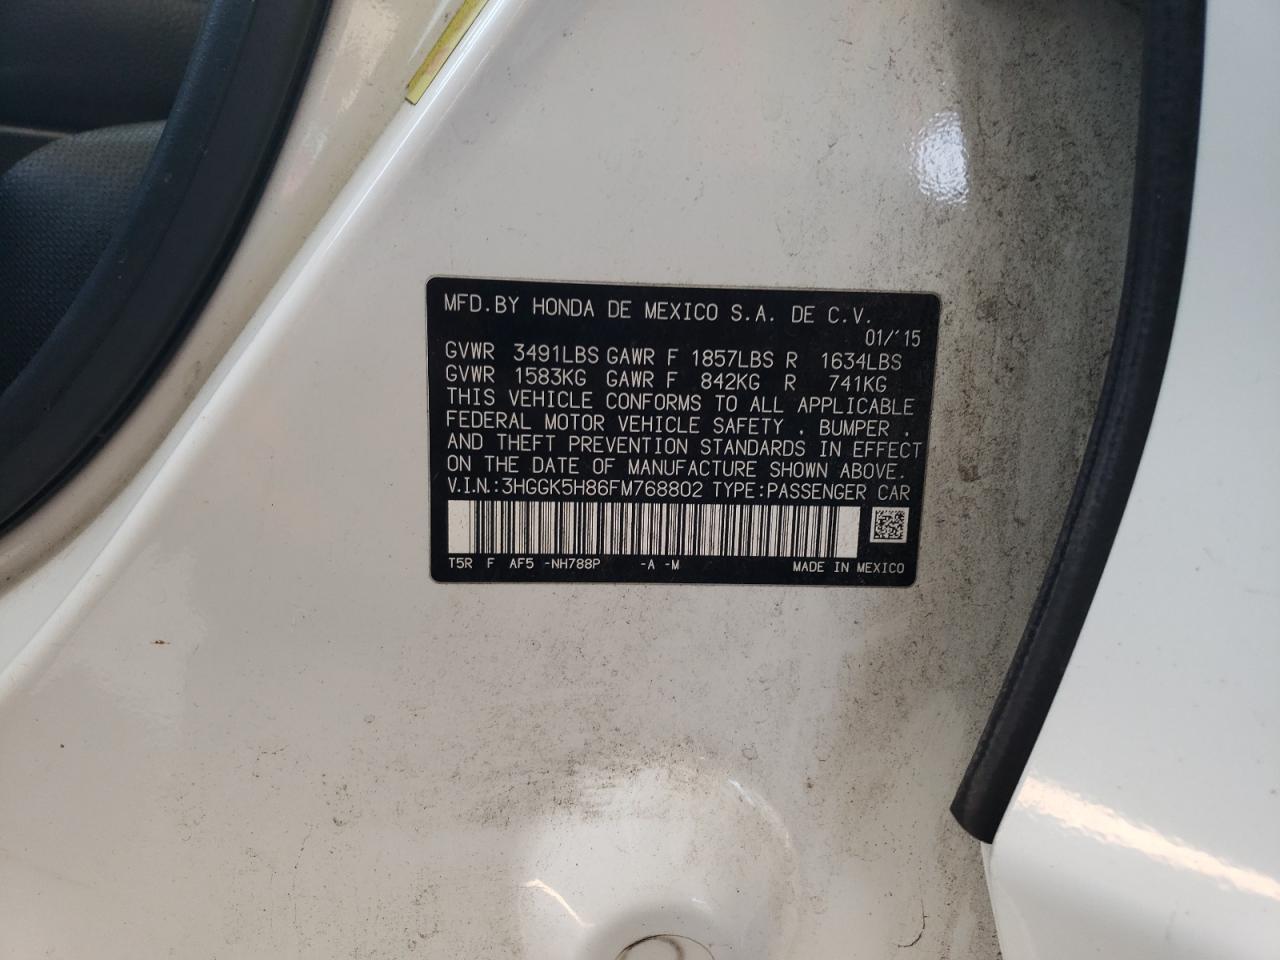 MFD.BY HONDA DE MEXICO S.A. DE C.V.
01/'15
GVWR 3491LBS GAWR F 1857LBS R 1634LBS
GVWR 1583KG GAWR F 842KG R 741KG
THIS VEHICLE CONFORMS TO ALL APPLICABLE
FEDERAL MOTOR VEHICLE SAFETY , BUMPER ,
AND THEFT PREVENTION STANDARDS IN EFFECT
ON THE DATE OF MANUFACTURE SHOWN ABOVE.
V.I.N.:3HGGK5H86FM768802 TYPE:PASSENGER CAR
T5R F AF5 -NH788P -A -M MADE IN MEXICO